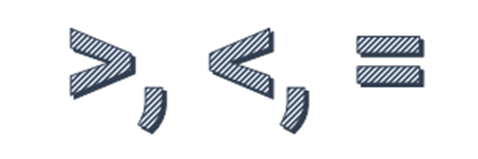 >, <, =